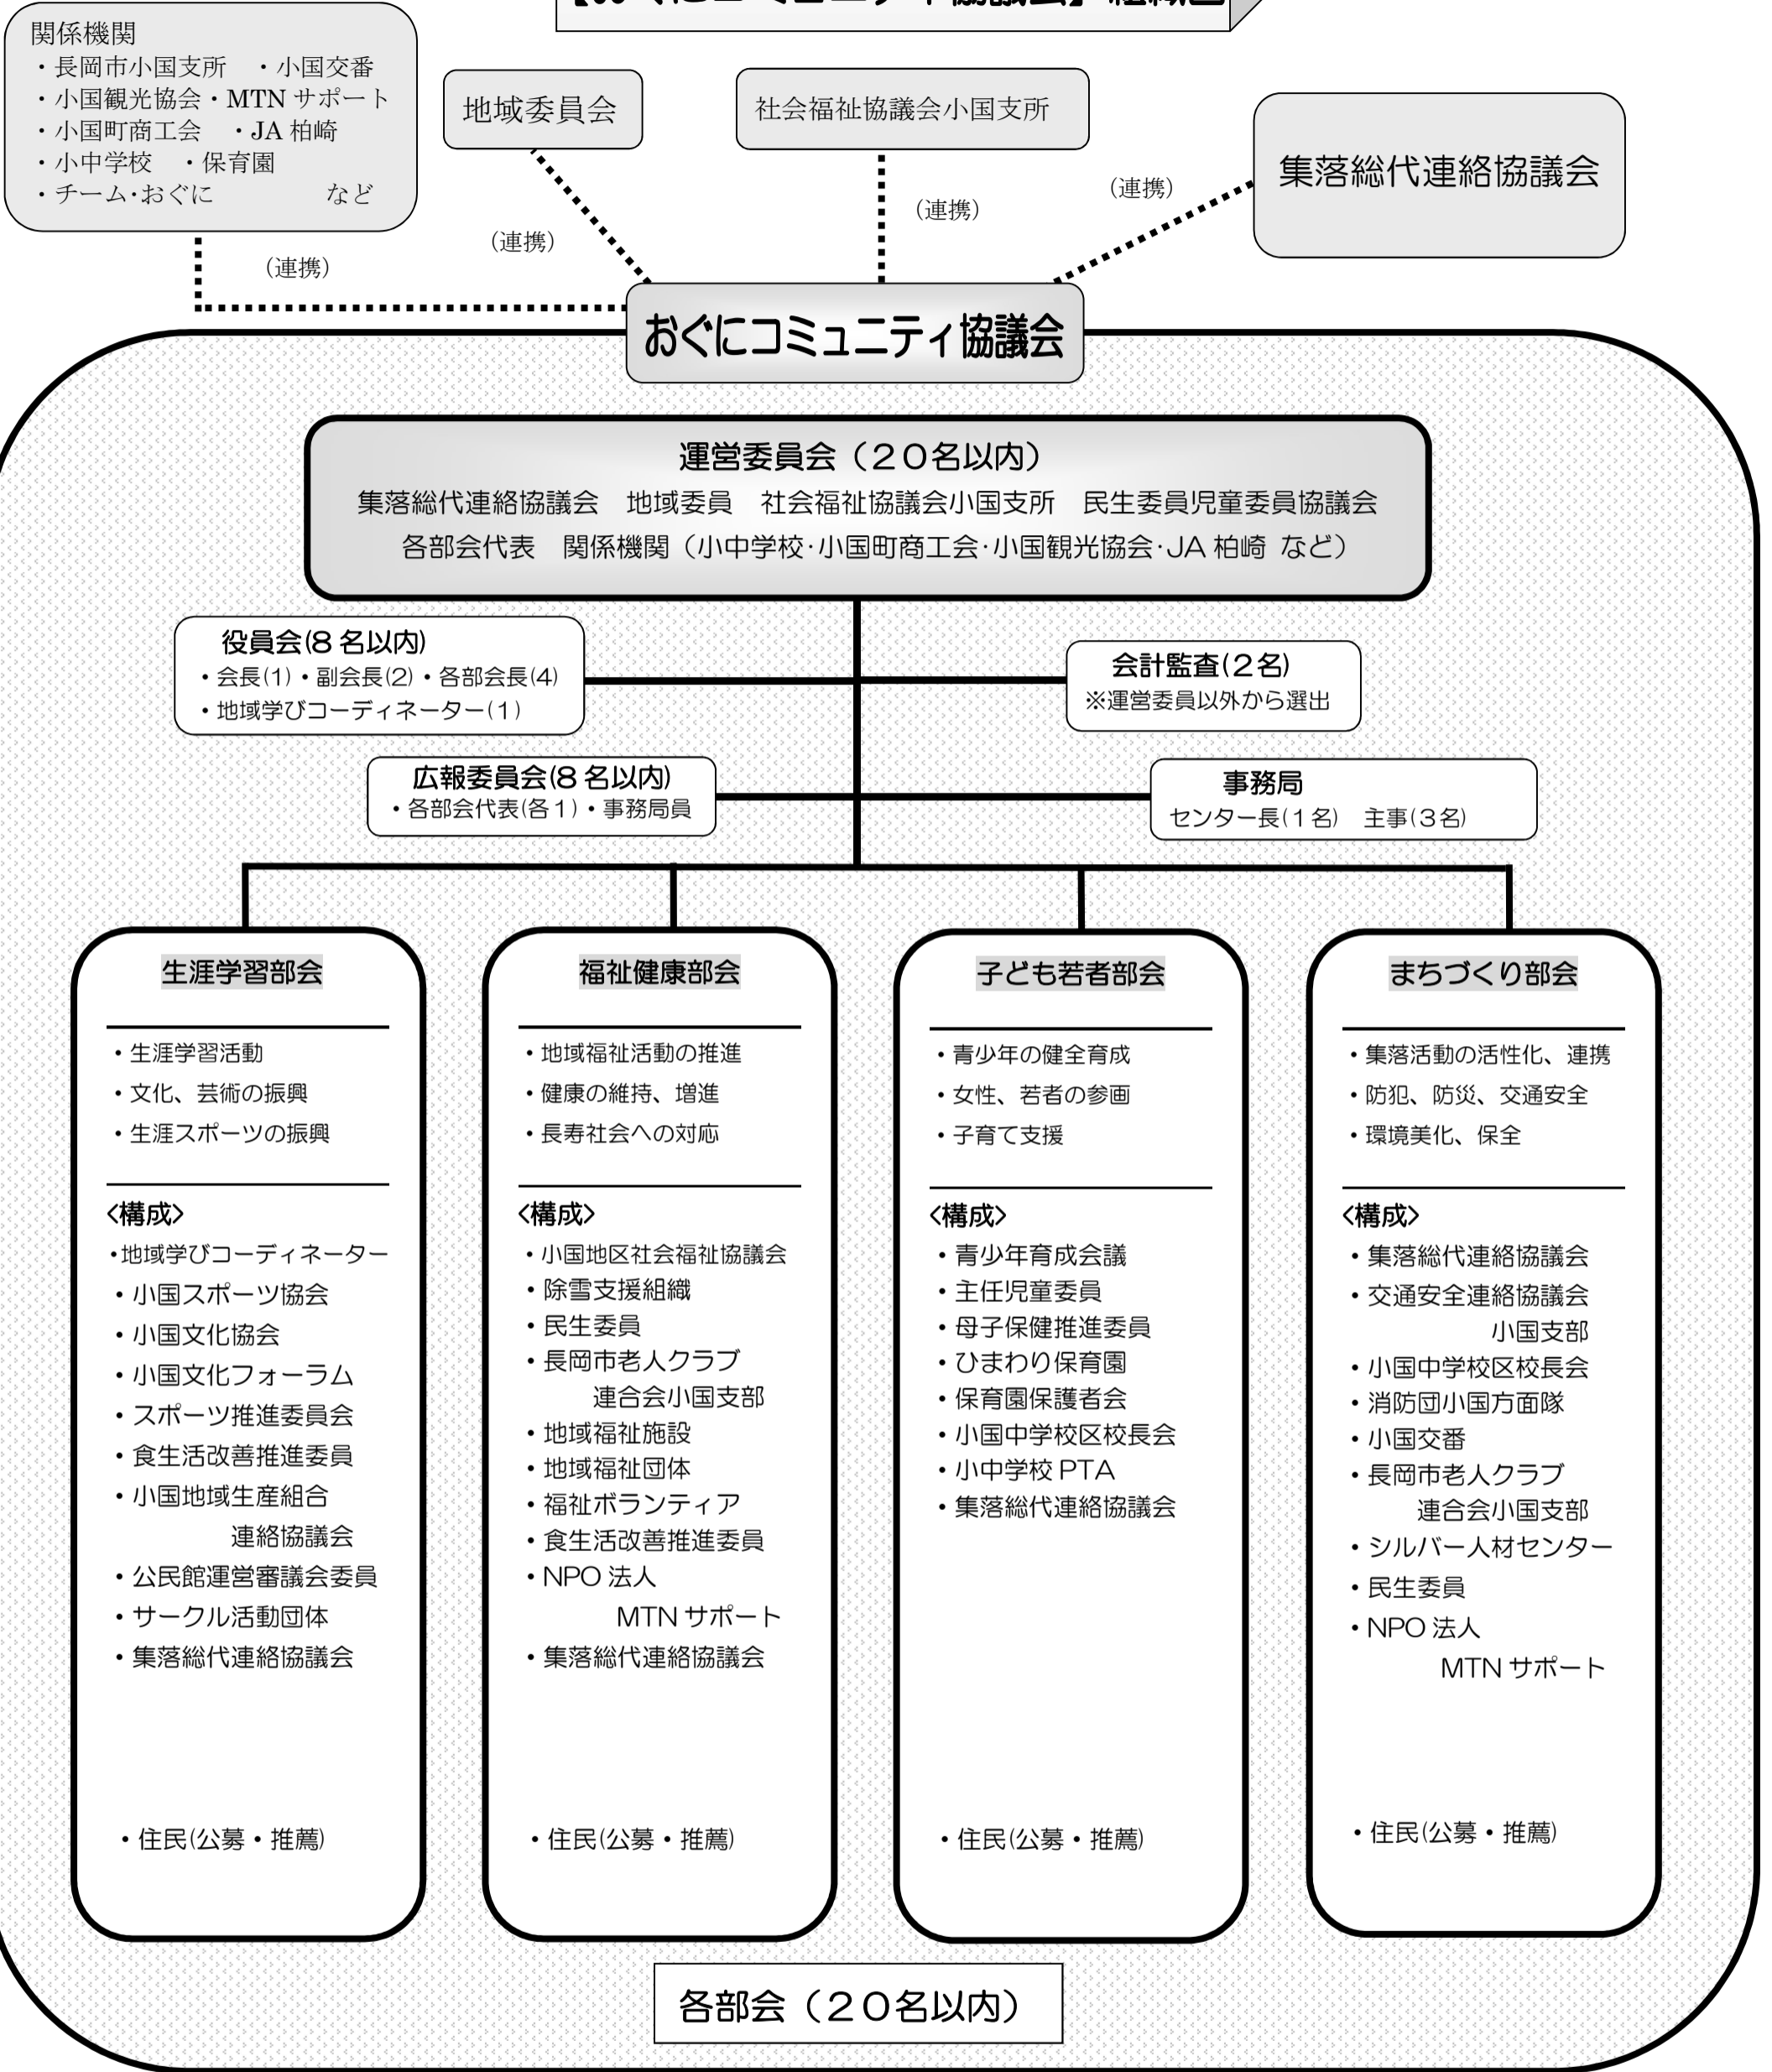 【おぐにコミュニティ協議会】組織図
関係機関
・長岡市小国支所　・小国交番
・小国観光協会・MTN サポート
・小国町商工会　・JA 柏崎
・小中学校　・保育園
・チーム・おぐに　　　　など
地域委員会
社会福祉協議会小国支所
集落総代連絡協議会
（連携）
（連携）
（連携）
（連携）
おぐにコミュニティ協議会
運営委員会（２０名以内）
集落総代連絡協議会　地域委員　社会福祉協議会小国支所　民生委員児童委員協議会
各部会代表　関係機関（小中学校・小国町商工会・小国観光協会・JA 柏崎 など）
役員会(8 名以内)
・会長(1)・副会長(2)・各部会長(4)
・地域学びコーディネーター(1)
会計監査(２名)
※運営委員以外から選出
広報委員会(8 名以内)
・各部会代表(各１)・事務局員
事務局
センター長(１名)　主事(３名)
生涯学習部会
・生涯学習活動
・文化、芸術の振興
・生涯スポーツの振興
<構成>
・地域学びコーディネーター
・小国スポーツ協会
・小国文化協会
・小国文化フォーラム
・スポーツ推進委員会
・食生活改善推進委員
・小国地域生産組合
連絡協議会
・公民館運営審議会委員
・サークル活動団体
・集落総代連絡協議会
・住民(公募・推薦)
福祉健康部会
・地域福祉活動の推進
・健康の維持、増進
・長寿社会への対応
<構成>
・小国地区社会福祉協議会
・除雪支援組織
・民生委員
・長岡市老人クラブ
連合会小国支部
・地域福祉施設
・地域福祉団体
・福祉ボランティア
・食生活改善推進委員
・NPO 法人
MTN サポート
・集落総代連絡協議会
・住民(公募・推薦)
子ども若者部会
・青少年の健全育成
・女性、若者の参画
・子育て支援
<構成>
・青少年育成会議
・主任児童委員
・母子保健推進委員
・ひまわり保育園
・保育園保護者会
・小国中学校区校長会
・小中学校 PTA
・集落総代連絡協議会
・住民(公募・推薦)
まちづくり部会
・集落活動の活性化、連携
・防犯、防災、交通安全
・環境美化、保全
<構成>
・集落総代連絡協議会
・交通安全連絡協議会
小国支部
・小国中学校区校長会
・消防団小国方面隊
・小国交番
・長岡市老人クラブ
連合会小国支部
・シルバー人材センター
・民生委員
・NPO 法人
MTN サポート
・住民(公募・推薦)
各部会（２０名以内）